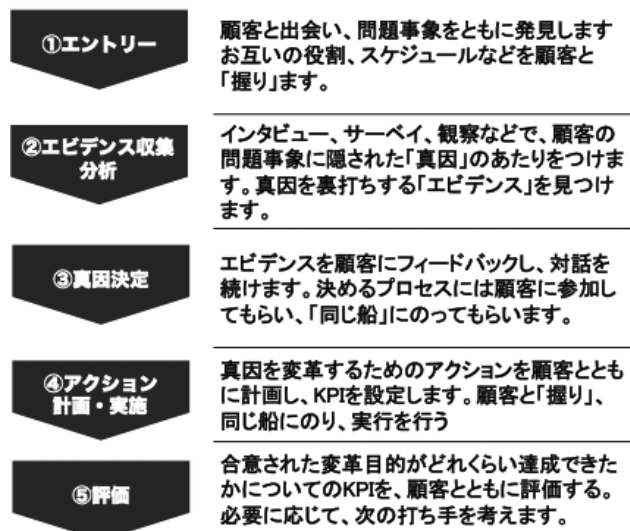 ①エントリー
顧客と出会い、問題事象をともに発見します
お互いの役割、スケジュールなどを顧客と
「握り」ます。
②エビデンス収集
分析
インタビュー、サーベイ、観察などで、顧客の
問題事象に隠された「真因」のあたりをつけま
す。真因を裏打ちする「エビデンス」を見つけ
ます。
③真因決定
エビデンスを顧客にフィードバックし、対話を
続けます。決めるプロセスには顧客に参加し
てもらい、「同じ船」にのってもらいます。
④アクション
計画・実施
真因を変革するためのアクションを顧客ととも
に計画し、KPIを設定します。顧客と「握り」、
同じ船にのり、実行を行う
⑤評価
合意された変革目的がどれくらい達成できた
かについてのKPIを、顧客とともに評価する。
必要に応じて、次の打ち手を考えます。